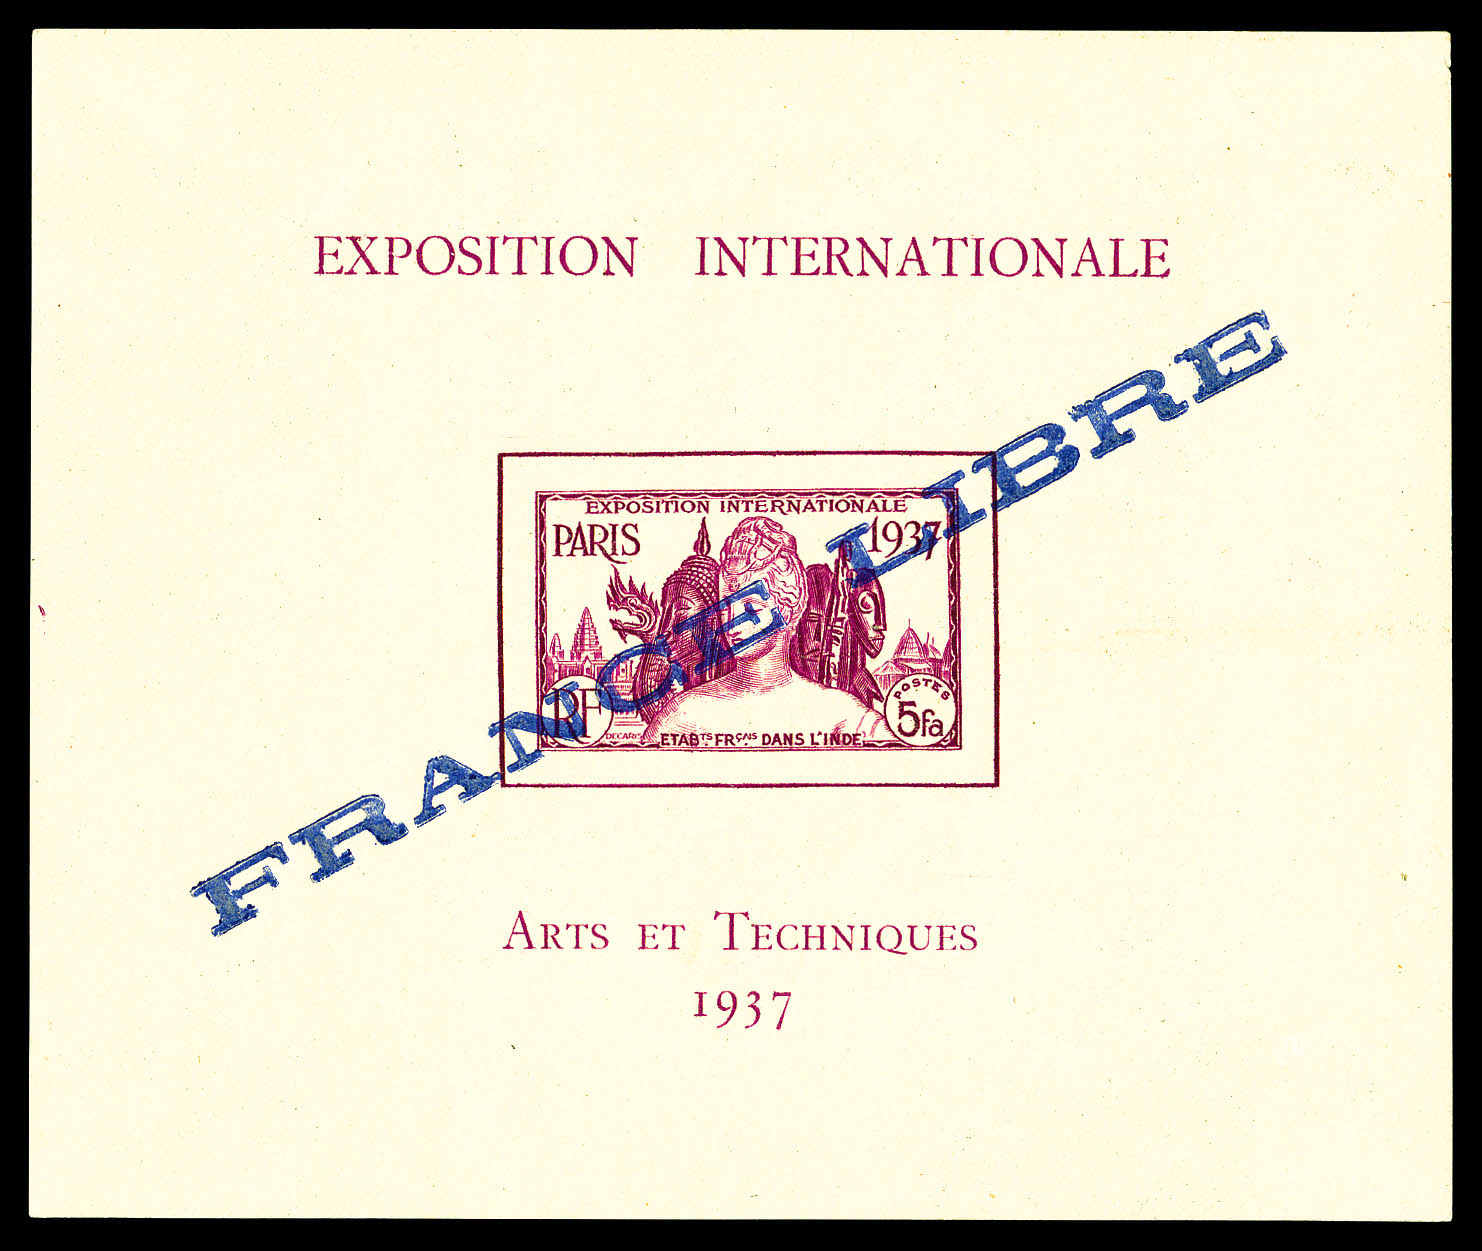 EXPOSITION INTERNATIONALE
FRANCE LIBRE
EXPOSITION INTERNATIONALE
PARIS 1937
POSTES
RF 5fa
DECARIS
ETABTS FRÇAIS DANS L'INDE
ARTS ET TECHNIQUES
1937